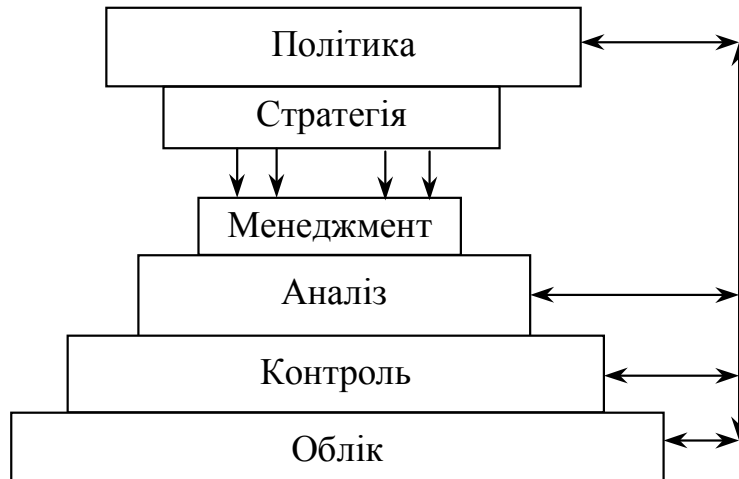 Політика
Стратегія
Менеджмент
Аналіз
Контроль
Облік